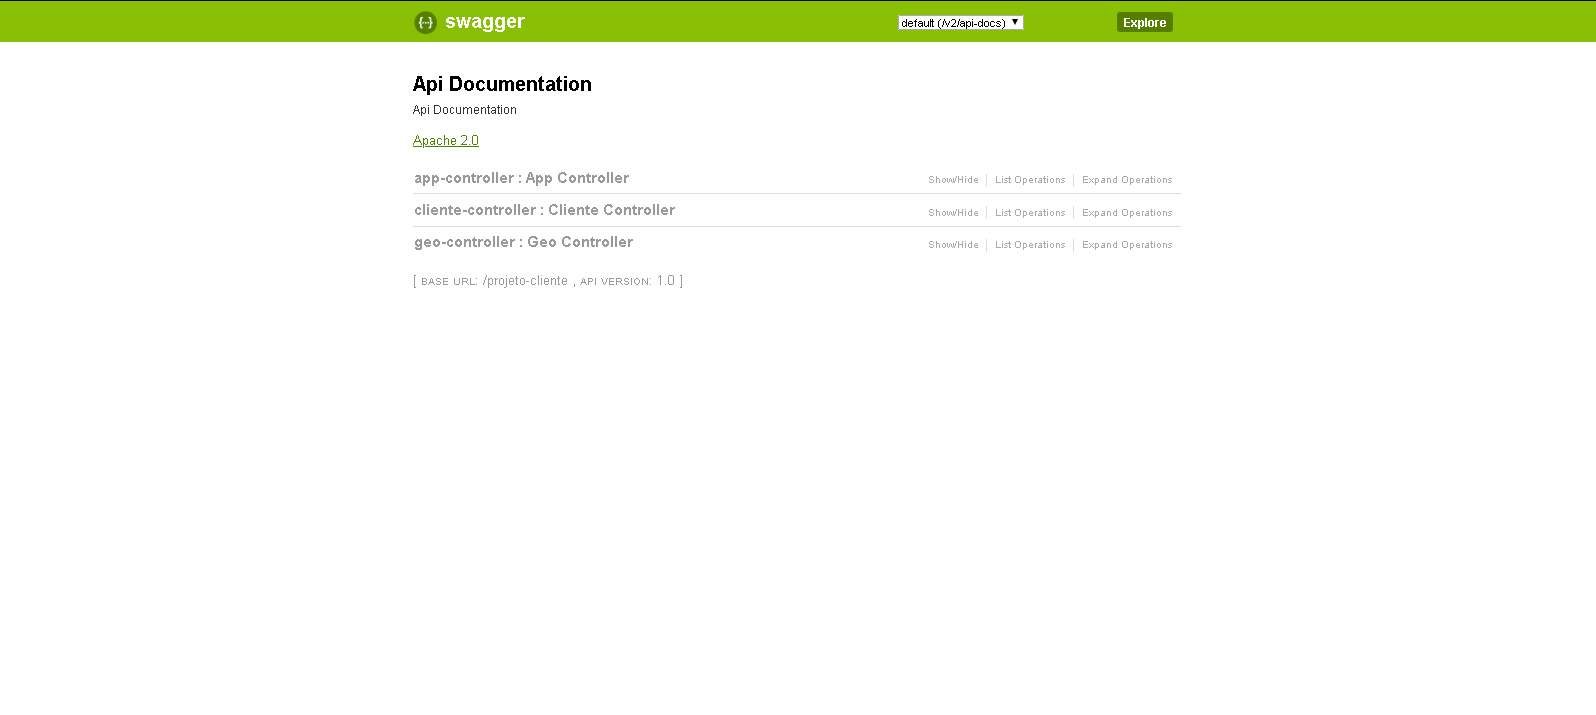 swagger default (/v2/api-docs) Explore
Api Documentation
Api Documentation
Apache 2.0
app-controller : App Controller Show/Hide List Operations Expand Operations
cliente-controller : Cliente Controller Show/Hide List Operations Expand Operations
geo-controller : Geo Controller Show/Hide List Operations Expand Operations
[ BASE URL: /projeto-cliente , API VERSION: 1.0 ]